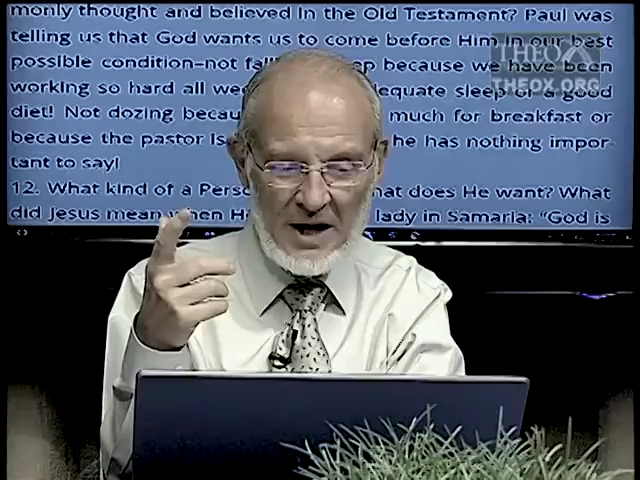 monly thought and believed in the Old Testament? Paul was
telling us that God wants us to come before Him in our best
possible condition—not fal ep because we have been
working so hard all we equate sleep or a good
diet! Not dozing becau much for breakfast or
because the pastor is he has nothing impor-
tant to say!
12. What kind of a Pers hat does He want? What
did Jesus mean when H lady in Samaria: "God is
THEOX
THEOX.ORG